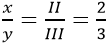 x/y = II/III = 2/3